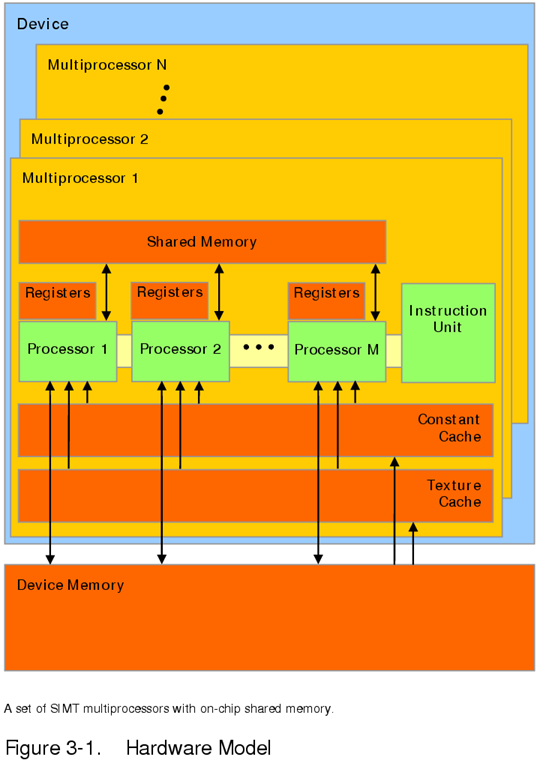 Device
Multiprocessor N
Multiprocessor 2
Multiprocessor 1
Shared Memory
Registers
Registers
Registers
Instruction
Unit
Processor 1
Processor 2
Processor M
Constant
Cache
Texture
Cache
Device Memory
A set of SIMT multiprocessors with on-chip shared memory.
Figure 3-1. Hardware Model